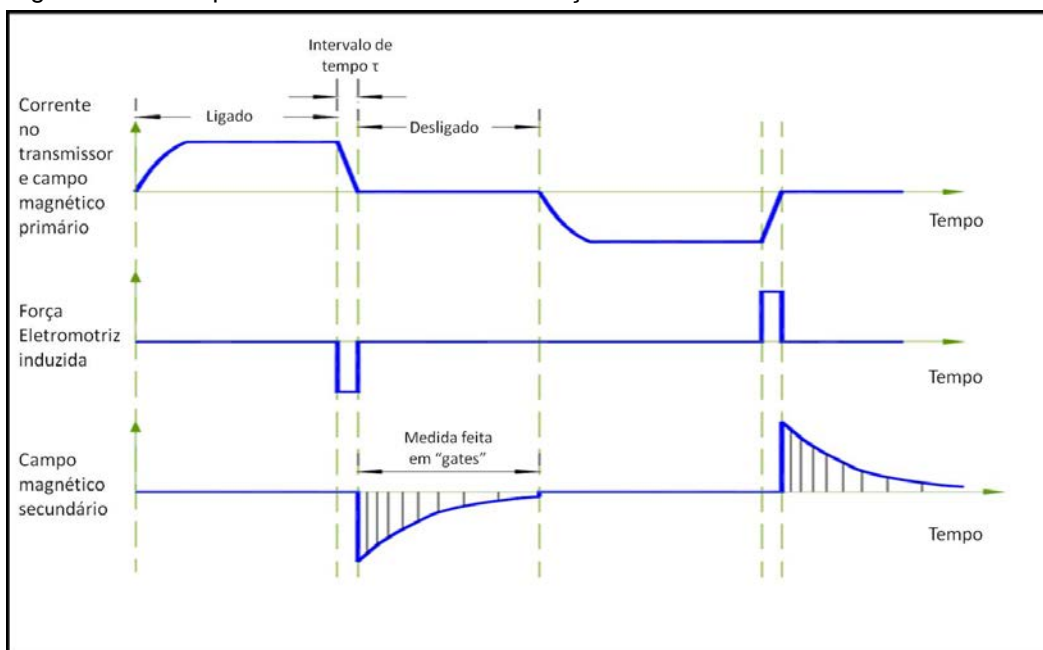 Intervalo de
tempo τ
Corrente
no
transmissor
e campo
magnético
primário
Ligado
Desligado
Tempo
Força
Eletromotriz
induzida
Tempo
Campo
magnético
secundário
Medida feita
em “gates”
Tempo